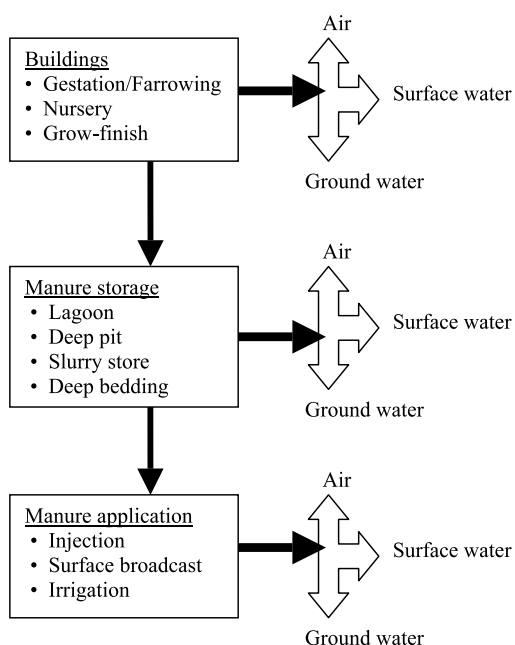 Air
Buildings
• Gestation/Farrowing
• Nursery
• Grow-finish
Surface water
Ground water
Air
Manure storage
• Lagoon
• Deep pit
• Slurry store
• Deep bedding
Surface water
Ground water
Air
Manure application
• Injection
• Surface broadcast
• Irrigation
Surface water
Ground water